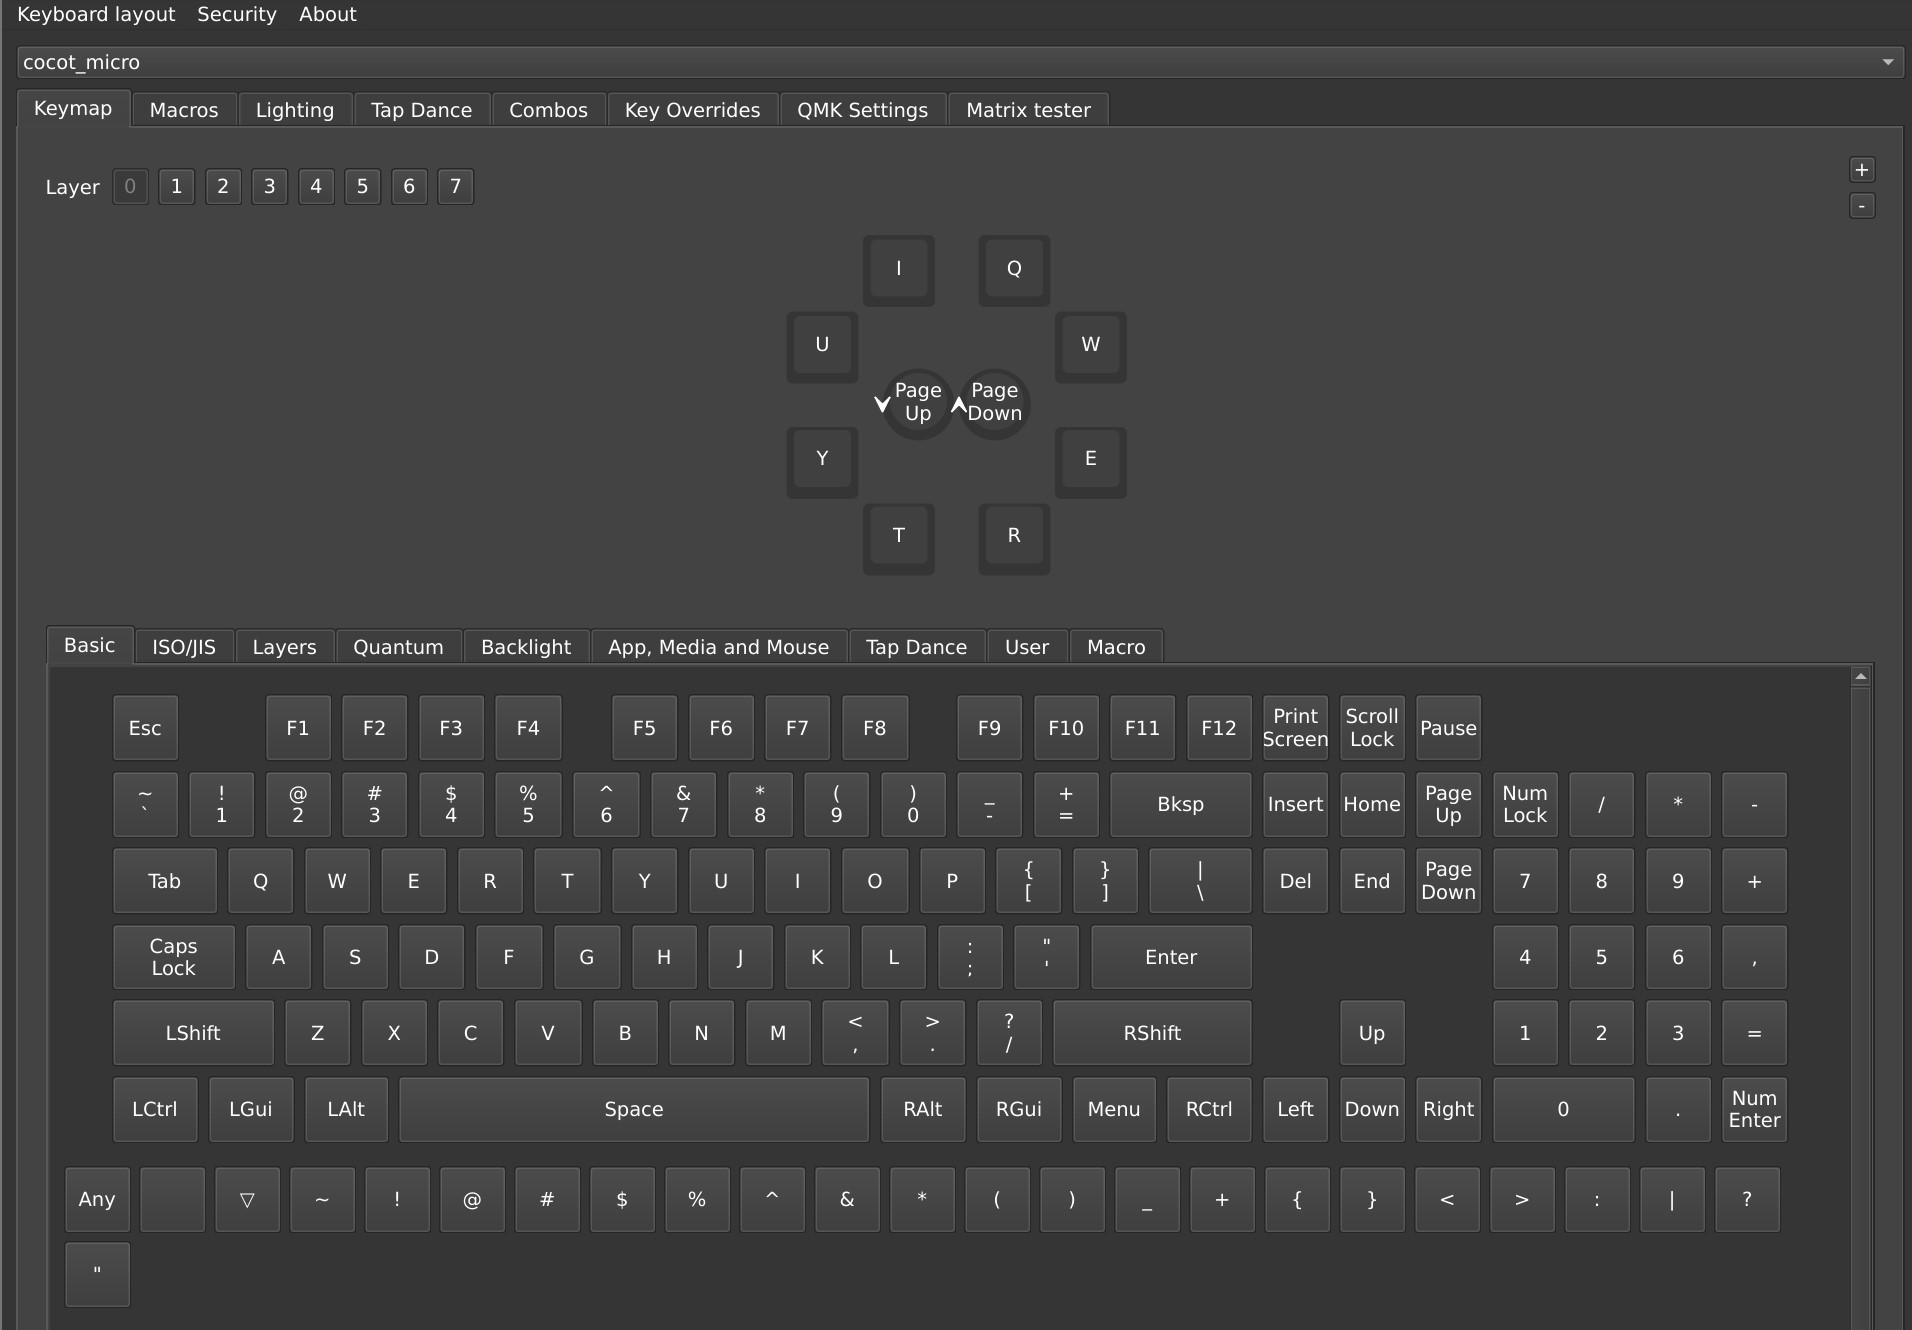 Keyboard layout Security About
cocot_micro
Keymap Macros Lighting Tap Dance Combos Key Overrides QMK Settings Matrix tester
Layer 0 1 2 3 4 5 6 7 +
-
I Q
U W
Page Up Page Down
Y E
T R
Basic ISO/JIS Layers Quantum Backlight App, Media and Mouse Tap Dance User Macro
Esc F1 F2 F3 F4 F5 F6 F7 F8 F9 F10 F11 F12 Print Screen Scroll Lock Pause
~ ` ! 1 @ 2 # 3 $ 4 % 5 ^ 6 & 7 * 8 ( 9 ) 0 _ - + = Bksp Insert Home Page Up Num Lock / * -
Tab Q W E R T Y U I O P { [ } ] | \ Del End Page Down 7 8 9 +
Caps Lock A S D F G H J K L : ; " ' Enter 4 5 6 ,
LShift Z X C V B N M < , > . ? / RShift Up 1 2 3 =
LCtrl LGui LAlt Space RAlt RGui Menu RCtrl Left Down Right 0 . Num Enter
Any ▽ ~ ! @ # $ % ^ & * ( ) _ + { } < > : | ?
"